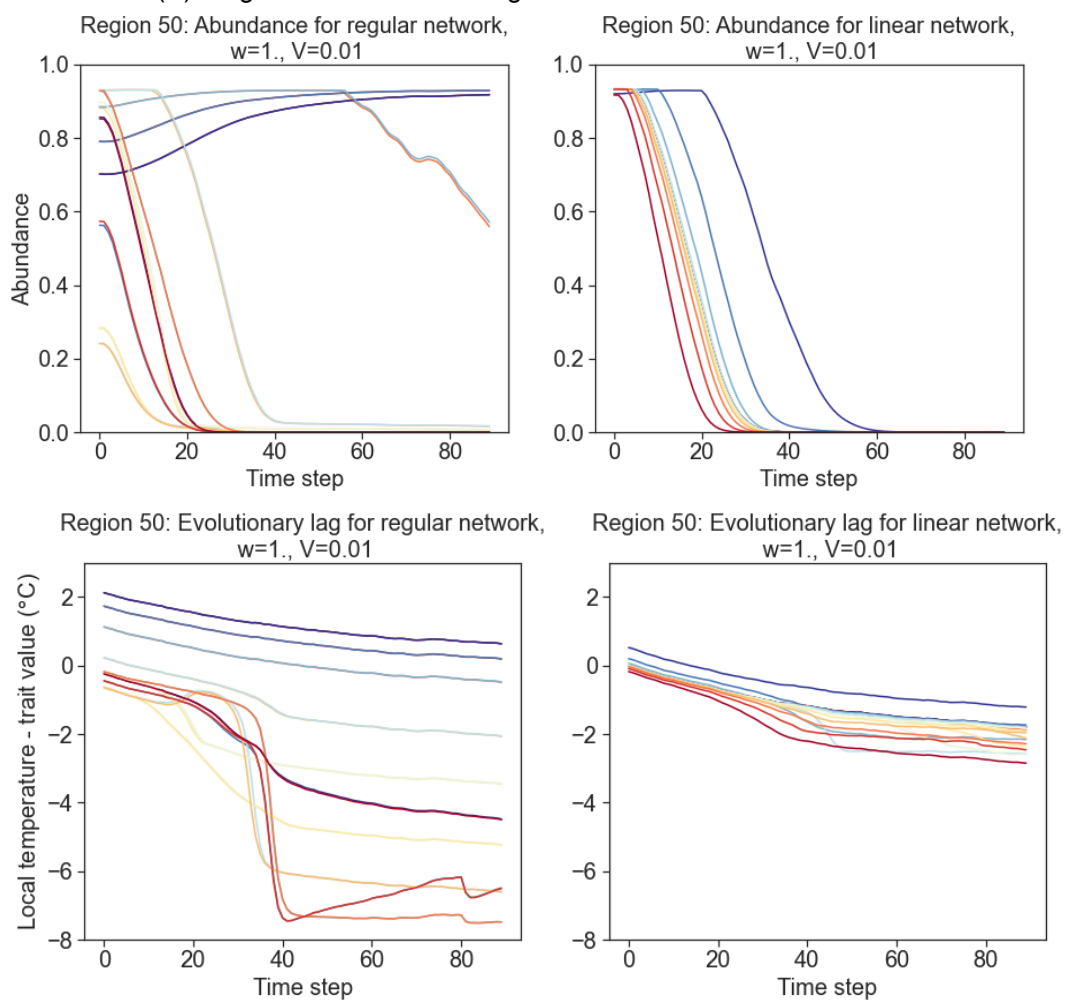 Region 50: Abundance for regular network,
w=1., V=0.01
1.0
0.8
0.6
0.4
0.2
0.0
Abundance
0 20 40 60 80
Time step
Region 50: Abundance for linear network,
w=1., V=0.01
1.0
0.8
0.6
0.4
0.2
0.0
0 20 40 60 80
Time step
Region 50: Evolutionary lag for regular network,
w=1., V=0.01
2
0
−2
−4
−6
−8
Local temperature - trait value (°C)
0 20 40 60 80
Time step
Region 50: Evolutionary lag for linear network,
w=1., V=0.01
2
0
−2
−4
−6
−8
0 20 40 60 80
Time step